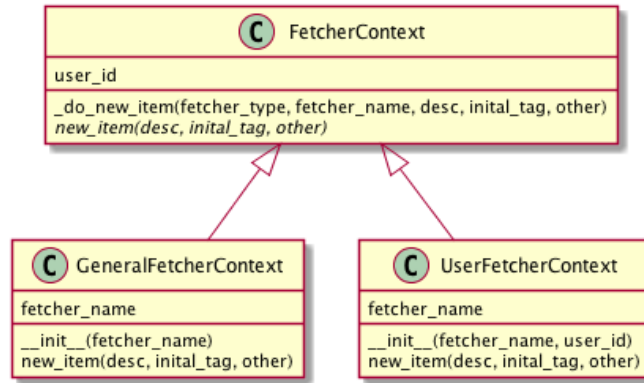 C FetcherContext
user_id
_do_new_item(fetcher_type, fetcher_name, desc, inital_tag, other)
new_item(desc, inital_tag, other)
C GeneralFetcherContext
fetcher_name
__init__(fetcher_name)
new_item(desc, inital_tag, other)
C UserFetcherContext
fetcher_name
__init__(fetcher_name, user_id)
new_item(desc, inital_tag, other)